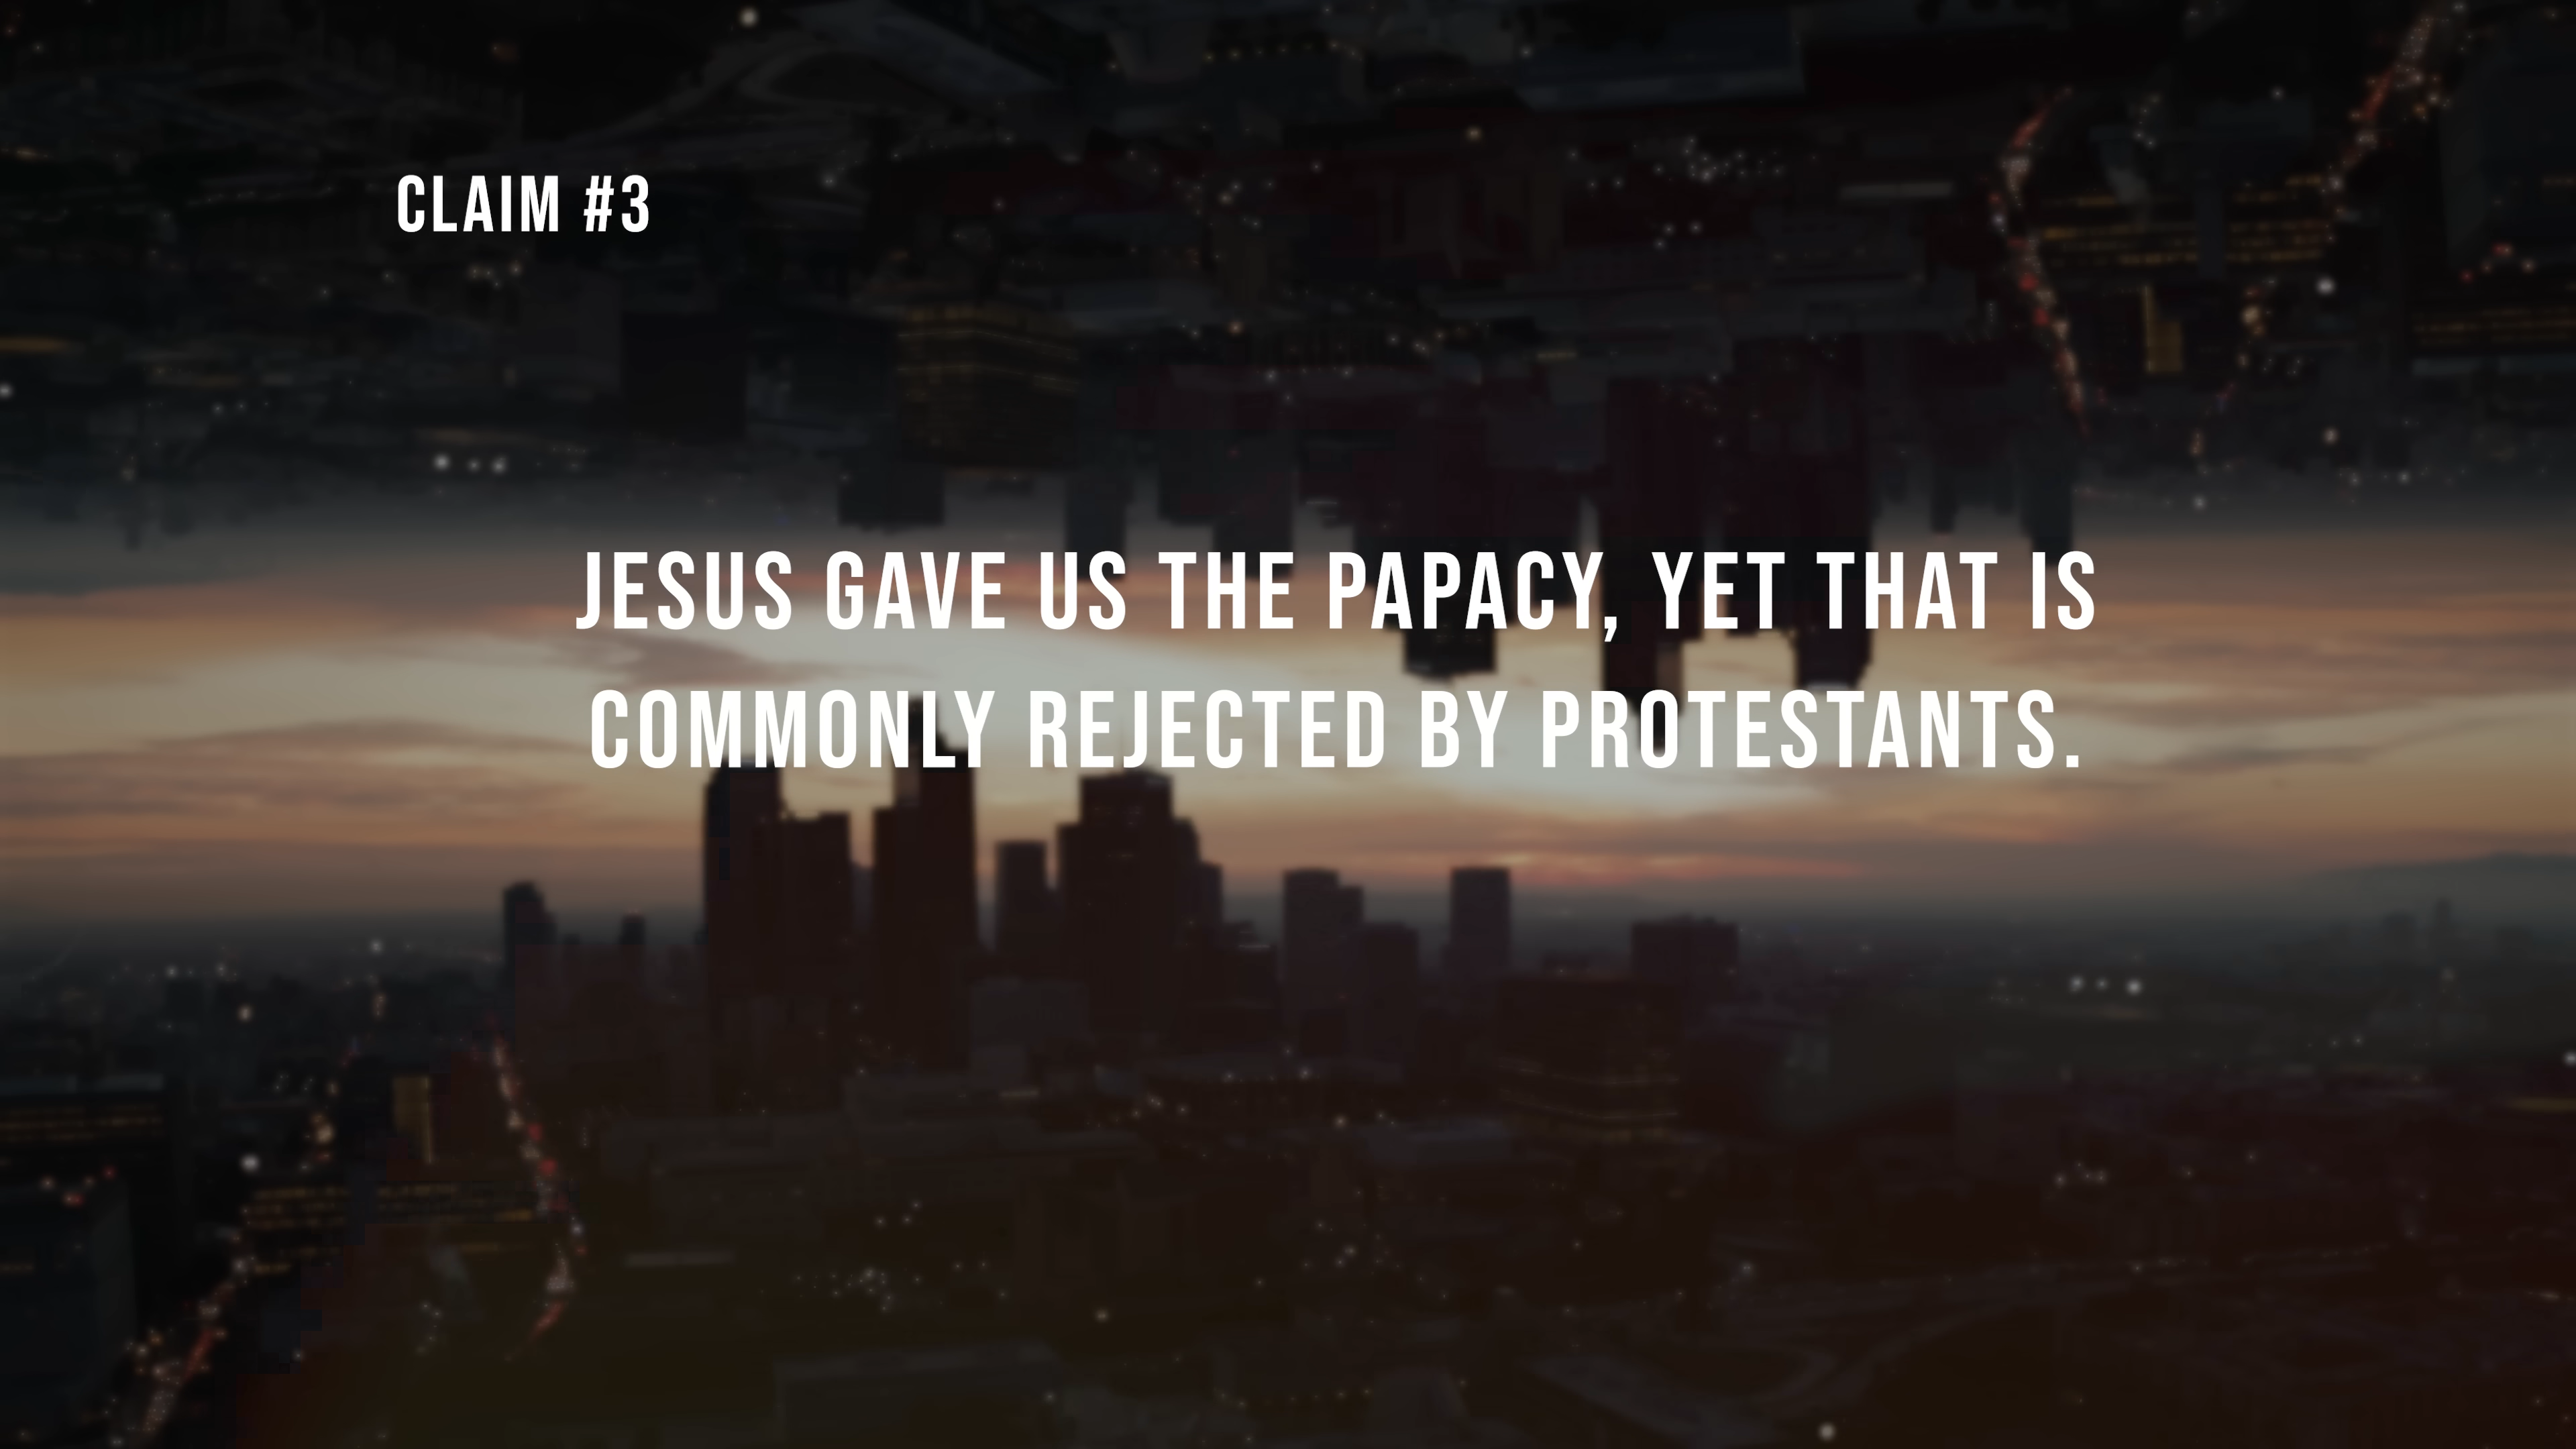 CLAIM #3
JESUS GAVE US THE PAPACY, YET THAT IS
COMMONLY REJECTED BY PROTESTANTS.